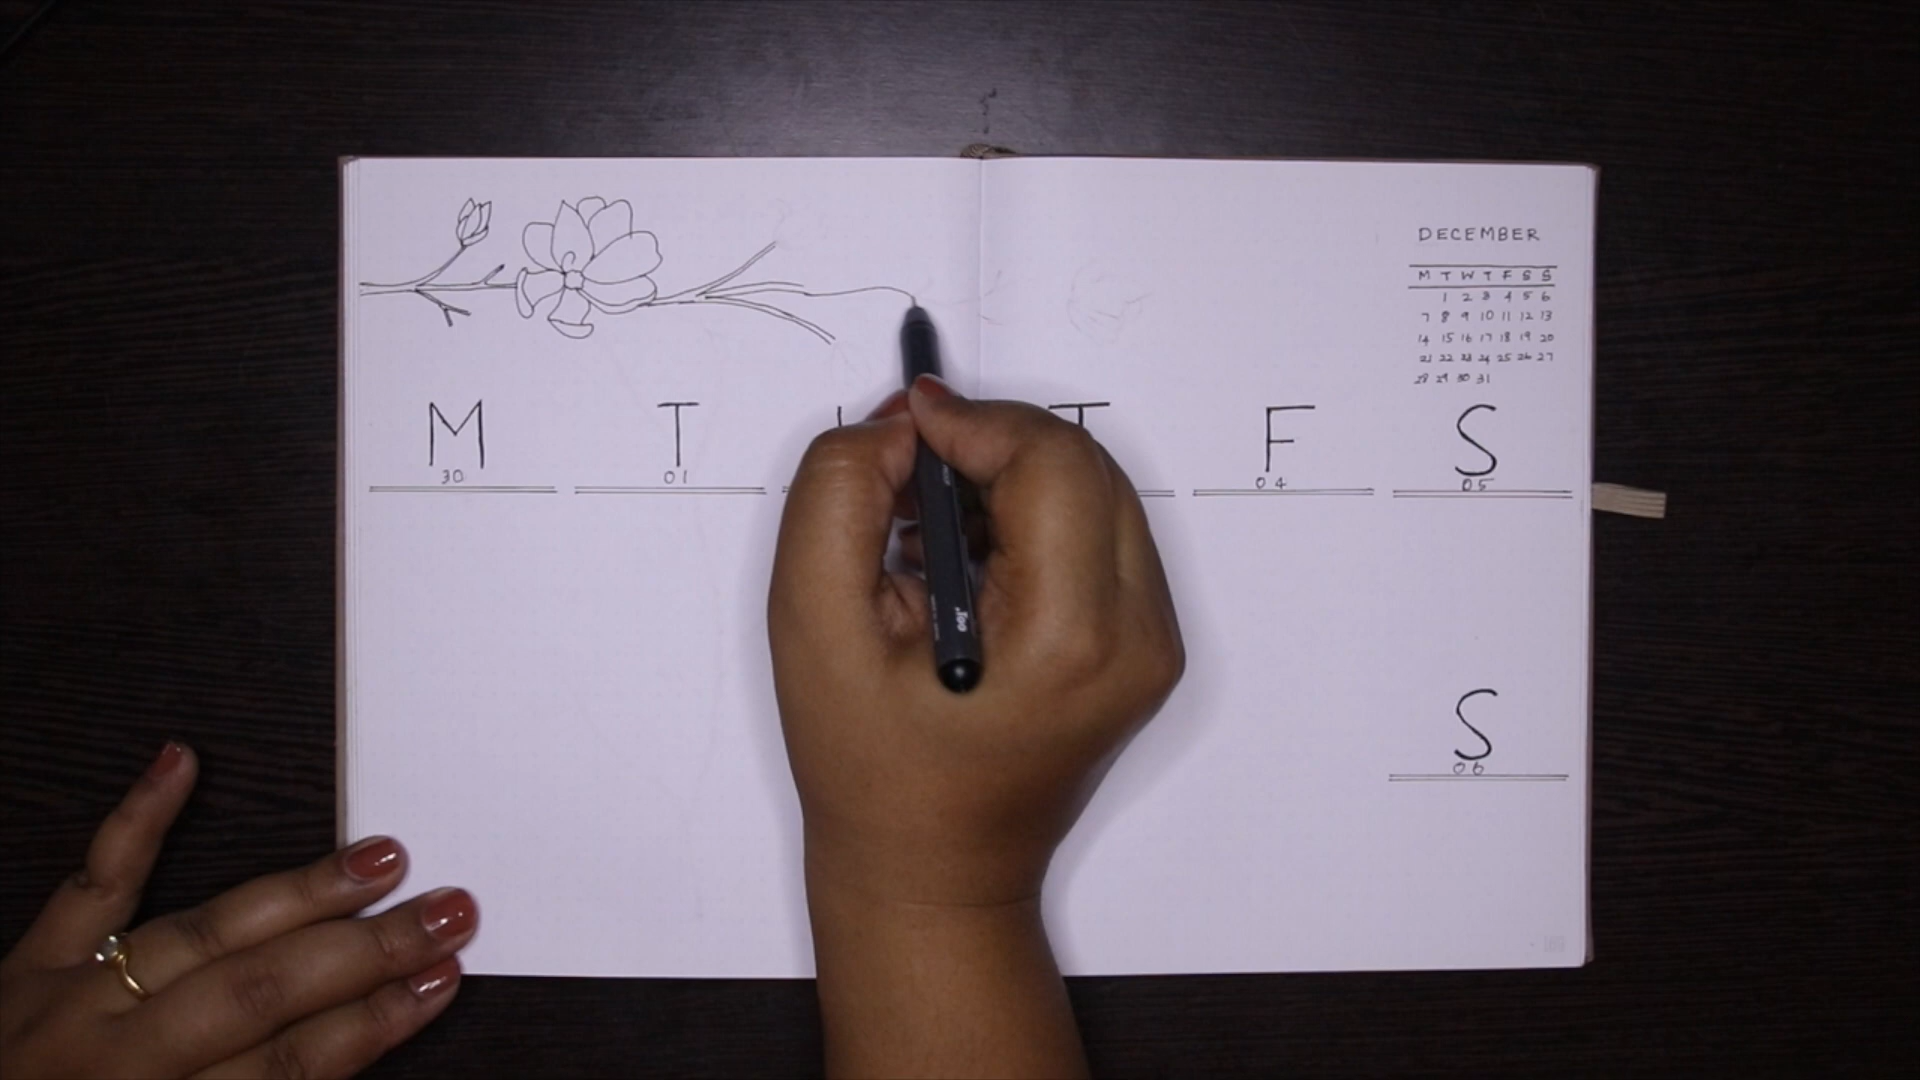 DECEMBER
M T W T F S S
1 2 3 4 5 6
7 8 9 10 11 12 13
14 15 16 17 18 19 20
21 22 23 24 25 26 27
28 29 30 31
M T T F S
30 01 04 05
S
06
.Too